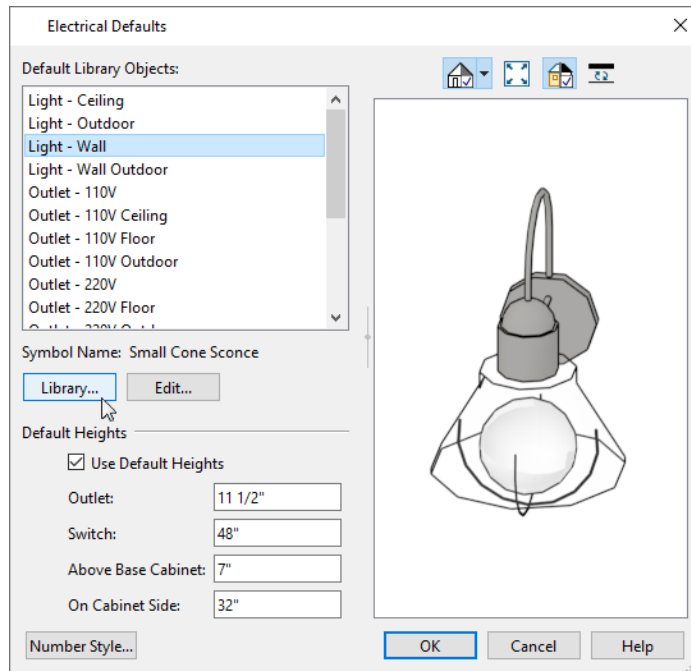 Electrical Defaults
Default Library Objects:
Light - Ceiling
Light - Outdoor
Light - Wall
Light - Wall Outdoor
Outlet - 110V
Outlet - 110V Ceiling
Outlet - 110V Floor
Outlet - 110V Outdoor
Outlet - 220V
Outlet - 220V Floor
Symbol Name: Small Cone Sconce
Library... Edit...
Default Heights
Use Default Heights
Outlet: 11 1/2"
Switch: 48"
Above Base Cabinet: 7"
On Cabinet Side: 32"
Number Style... OK Cancel Help